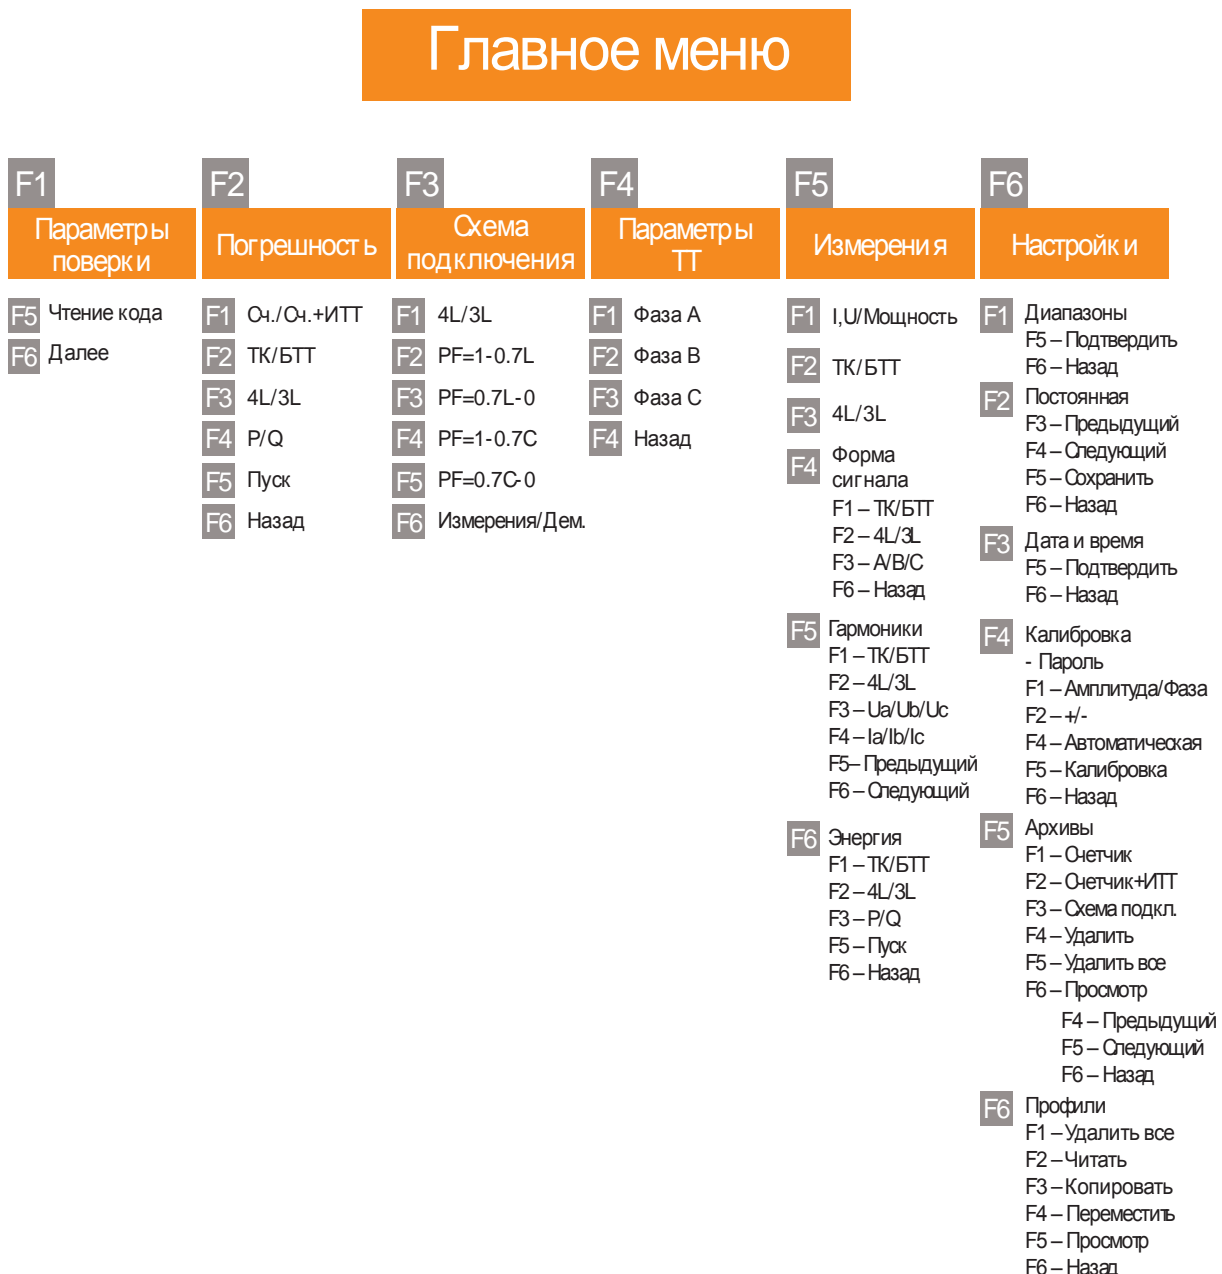 Главное меню
F1
Параметры
поверки
F5 Чтение кода
F6 Далее
F2
Погрешность
F1 Сч./Сч.+ИТТ
F2 ТК/БТТ
F3 4L/3L
F4 P/Q
F5 Пуск
F6 Назад
F3
Схема
подключения
F1 4L/3L
F2 PF=1-0.7L
F3 PF=0.7L-0
F4 PF=1-0.7C
F5 PF=0.7C-0
F6 Измерения/Дем.
F4
Параметры
ТТ
F1 Фаза А
F2 Фаза В
F3 Фаза С
F4 Назад
F5
Измерения
F1 I,U/Мощность
F2 ТК/БТТ
F3 4L/3L
F4 Форма
сигнала
F1 – ТК/БТТ
F2 – 4L/3L
F3 – А/В/С
F6 – Назад
F5 Гармоники
F1 – ТК/БТТ
F2 – 4L/3L
F3 – Ua/Ub/Uc
F4 – Ia/Ib/Ic
F5– Предыдущий
F6 – Следующий
F6 Энергия
F1 – ТК/БТТ
F2 – 4L/3L
F3 – P/Q
F5 – Пуск
F6 – Назад
F6
Настройки
F1 Диапазоны
F5 – Подтвердить
F6 – Назад
F2 Постоянная
F3 – Предыдущий
F4 – Следующий
F5 – Сохранить
F6 – Назад
F3 Дата и время
F5 – Подтвердить
F6 – Назад
F4 Калибровка
- Пароль
F1 – Амплитуда/Фаза
F2 – +/-
F4 – Автоматическая
F5 – Калибровка
F6 – Назад
F5 Архивы
F1 – Счетчик
F2 – Счетчик+ИТТ
F3 – Схема подкл.
F4 – Удалить
F5 – Удалить все
F6 – Просмотр
F4 – Предыдущий
F5 – Следующий
F6 – Назад
F6 Профили
F1 – Удалить все
F2 – Читать
F3 – Копировать
F4 – Переместить
F5 – Просмотр
F6 – Назад